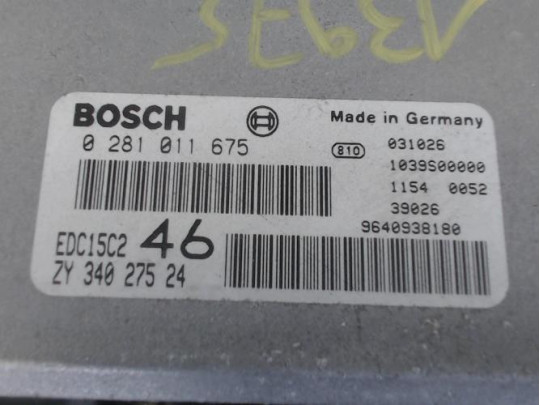 13975
BOSCH
Made in Germany
0 281 011 675
810
031026
1039S00000
1154 0052
39026
9640938180
EDC15C2 46
ZY 340 275 24